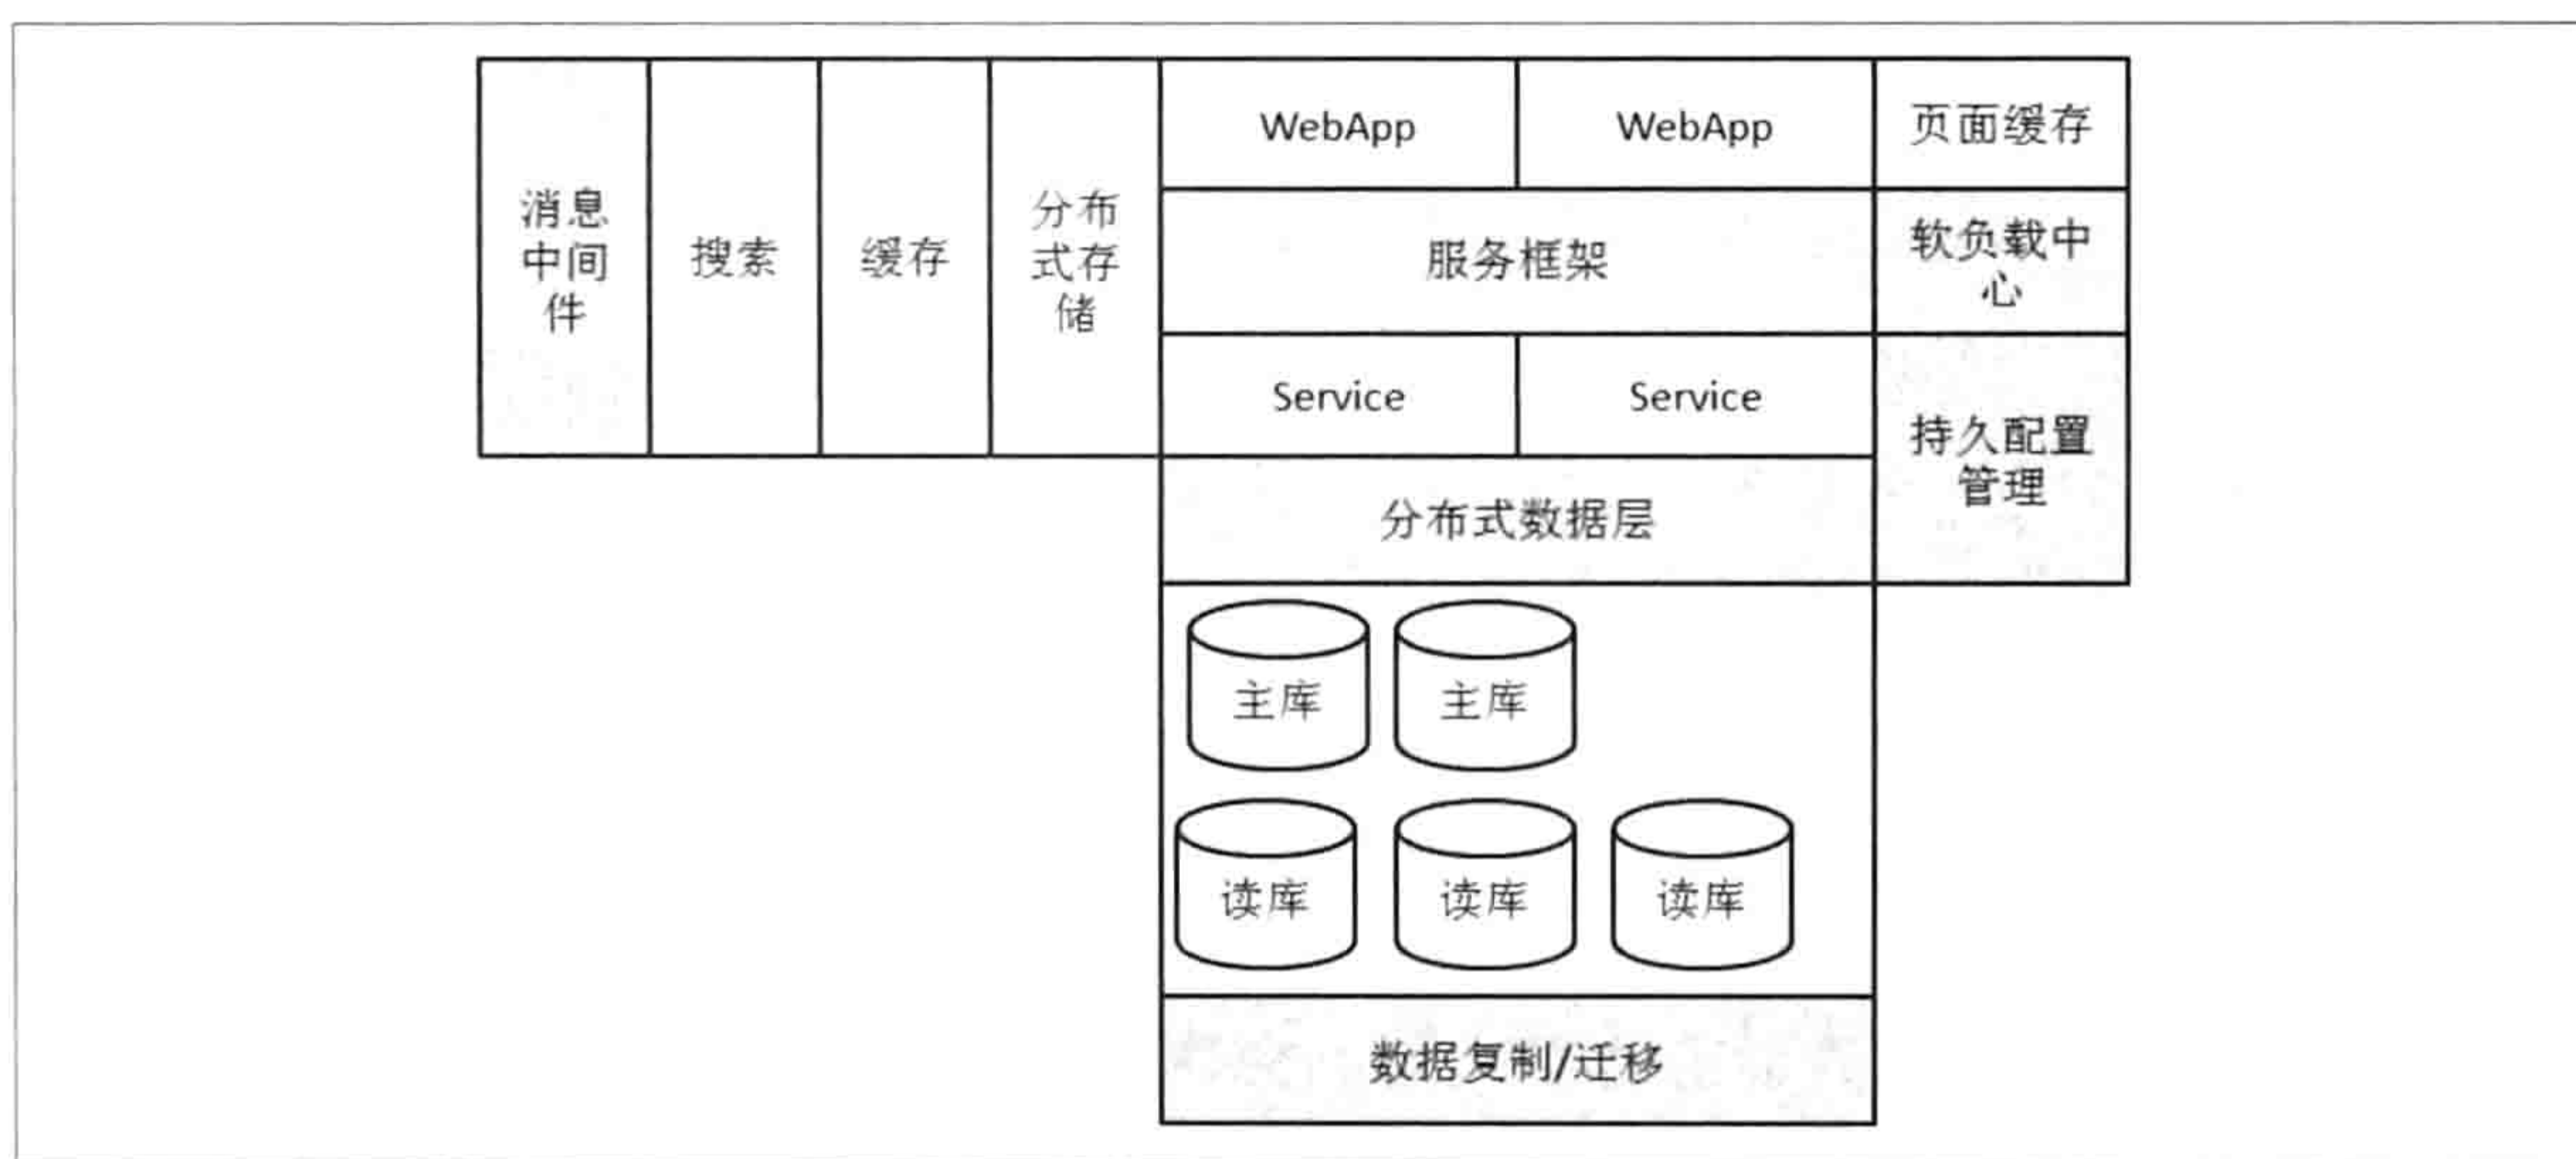 消息
中间
件
搜索
缓存
分布
式存
储
WebApp
WebApp
页面缓存
服务框架
软负载中
心
Service
Service
持久配置
管理
分布式数据层
主库
主库
读库
读库
读库
数据复制/迁移